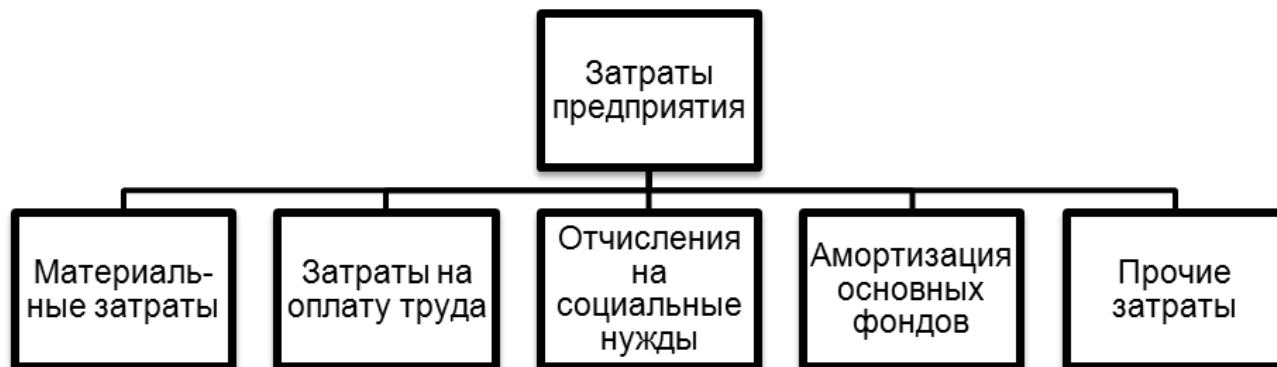 Затраты
предприятия
Материаль-
ные затраты
Затраты на
оплату труда
Отчисления
на
социальные
нужды
Амортизация
основных
фондов
Прочие
затраты